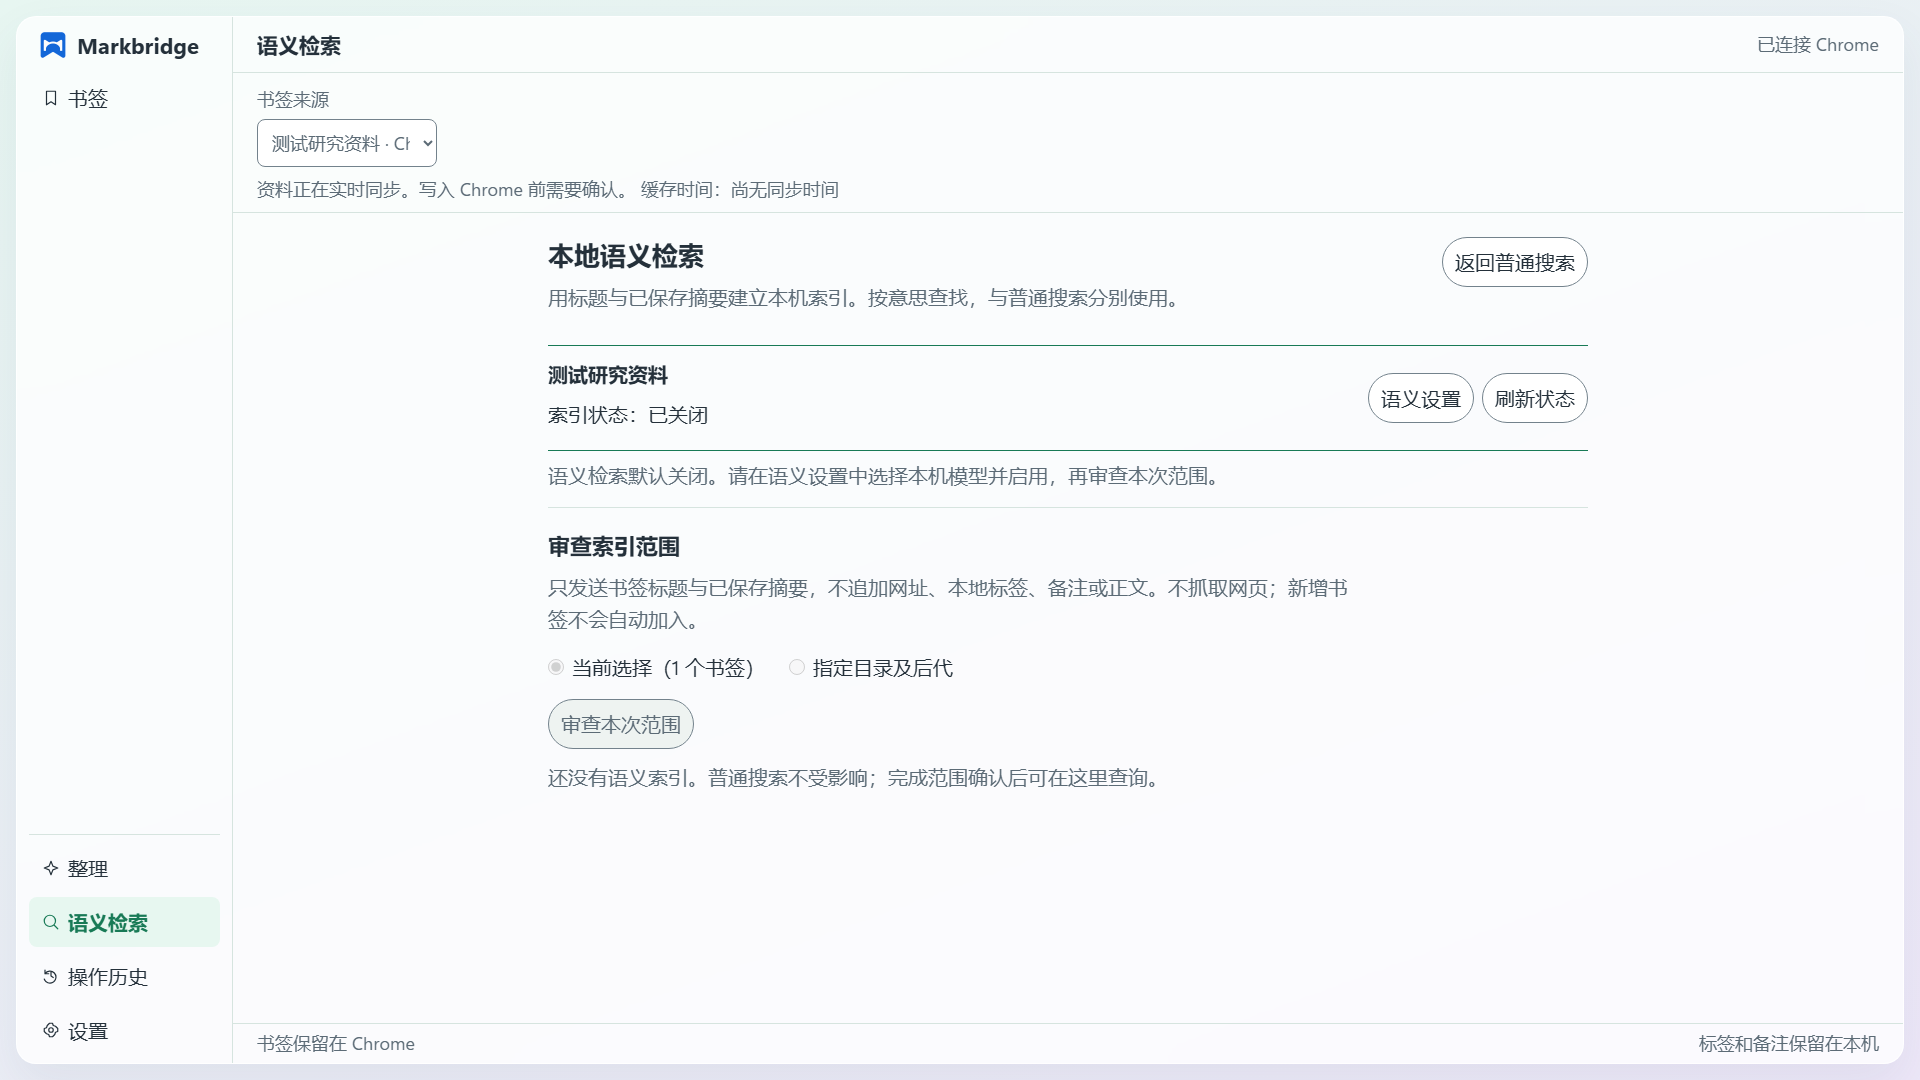 Markbridge
书签
整理
语义检索
操作历史
设置
语义检索
已连接 Chrome
书签来源
测试研究资料 · Ch
资料正在实时同步。写入 Chrome 前需要确认。 缓存时间：尚无同步时间
本地语义检索
返回普通搜索
用标题与已保存摘要建立本机索引。按意思查找，与普通搜索分别使用。
测试研究资料
索引状态：已关闭
语义设置
刷新状态
语义检索默认关闭。请在语义设置中选择本机模型并启用，再审查本次范围。
审查索引范围
只发送书签标题与已保存摘要，不追加网址、本地标签、备注或正文。不抓取网页；新增书
签不会自动加入。
当前选择（1 个书签）
指定目录及后代
审查本次范围
还没有语义索引。普通搜索不受影响；完成范围确认后可在这里查询。
书签保留在 Chrome
标签和备注保留在本机